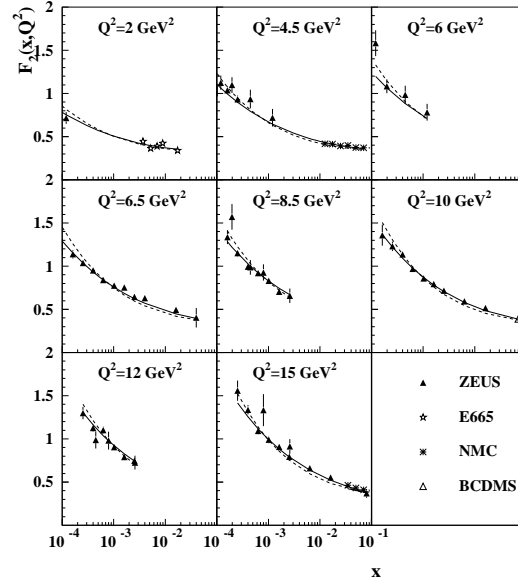 F₂(x,Q²)
Q²=2 GeV²
Q²=4.5 GeV²
Q²=6 GeV²
2
1.5
1
0.5
2
Q²=6.5 GeV²
Q²=8.5 GeV²
Q²=10 GeV²
1.5
1
0.5
2
Q²=12 GeV²
Q²=15 GeV²
1.5
1
0.5
ZEUS
E665
NMC
BCDMS
10⁻⁴ 10⁻³ 10⁻² 10⁻⁴ 10⁻³ 10⁻² 10⁻¹
x